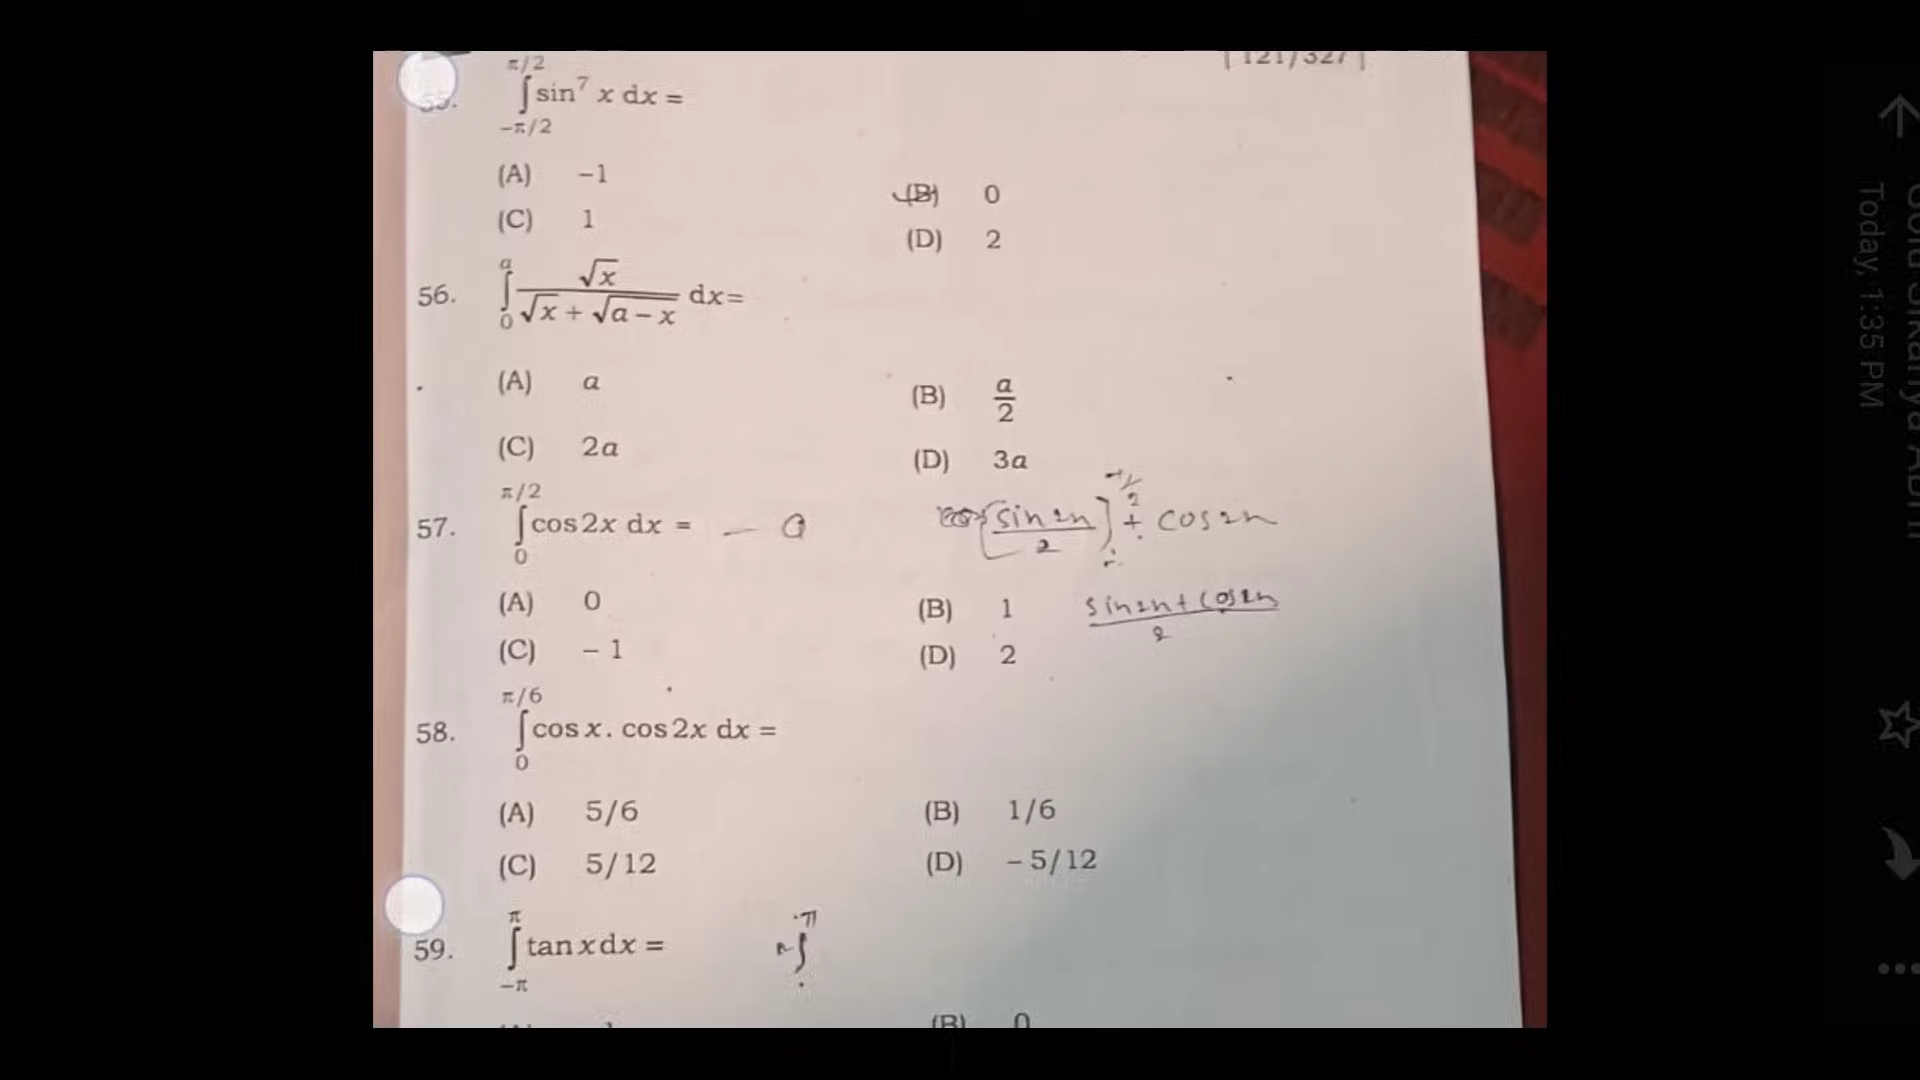 π/2
∫ sin⁷ x dx =
-π/2
(A) -1
(B) 0
(C) 1
(D) 2
56. ∫₀ᵃ √x / (√x + √(a - x)) dx=
(A) a
(B) a/2
(C) 2a
(D) 3a
π/2
57. ∫ cos 2x dx = - 0
0
(A) 0
(B) 1
(C) - 1
(D) 2
π/6
58. ∫ cos x . cos 2x dx =
0
(A) 5/6
(B) 1/6
(C) 5/12
(D) - 5/12
π
59. ∫ tan x dx =
-π
(B) 0
Today, 1:35 PM